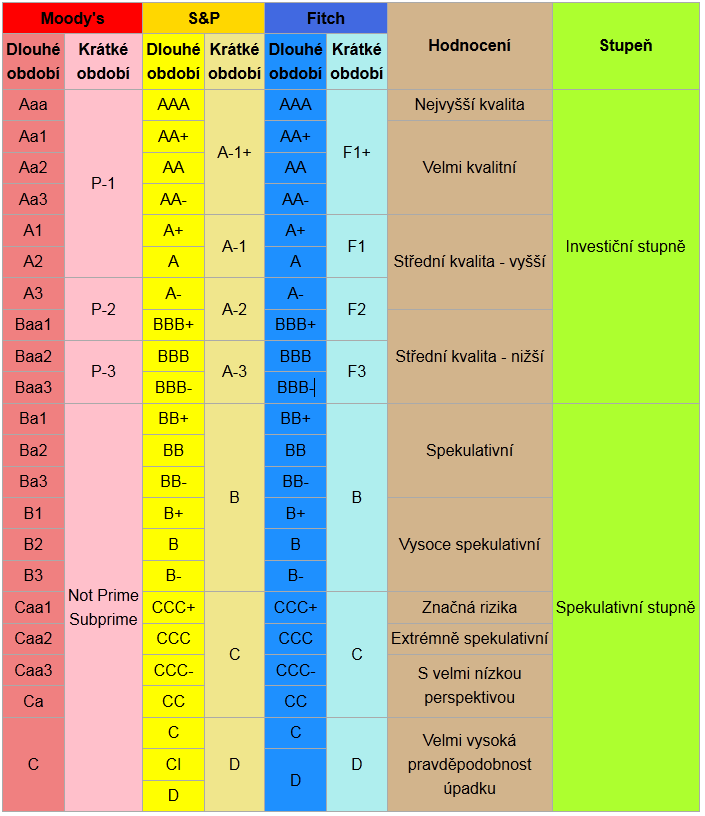 Moody's S&P Fitch Hodnocení Stupeň
Dlouhé období Krátké období Dlouhé období Krátké období Dlouhé období Krátké období
Aaa P-1 AAA A-1+ AAA F1+ Nejvyšší kvalita Investiční stupně
Aa1 AA+ AA+ Velmi kvalitní
Aa2 AA AA
Aa3 AA- AA-
A1 A+ A-1 A+ F1 Střední kvalita - vyšší
A2 A A
A3 P-2 A- A-2 A- F2
Baa1 BBB+ BBB+ Střední kvalita - nižší
Baa2 P-3 BBB A-3 BBB F3
Baa3 BBB- BBB-
Ba1 Not Prime Subprime BB+ B BB+ B Spekulativní Spekulativní stupně
Ba2 BB BB
Ba3 BB- BB-
B1 B+ B+ Vysoce spekulativní
B2 B B
B3 B- B-
Caa1 CCC+ C CCC+ C Značná rizika
Caa2 CCC CCC Extrémně spekulativní
Caa3 CCC- CCC- S velmi nízkou perspektivou
Ca CC CC
C C D C D Velmi vysoká pravděpodobnost úpadku
CI D
D